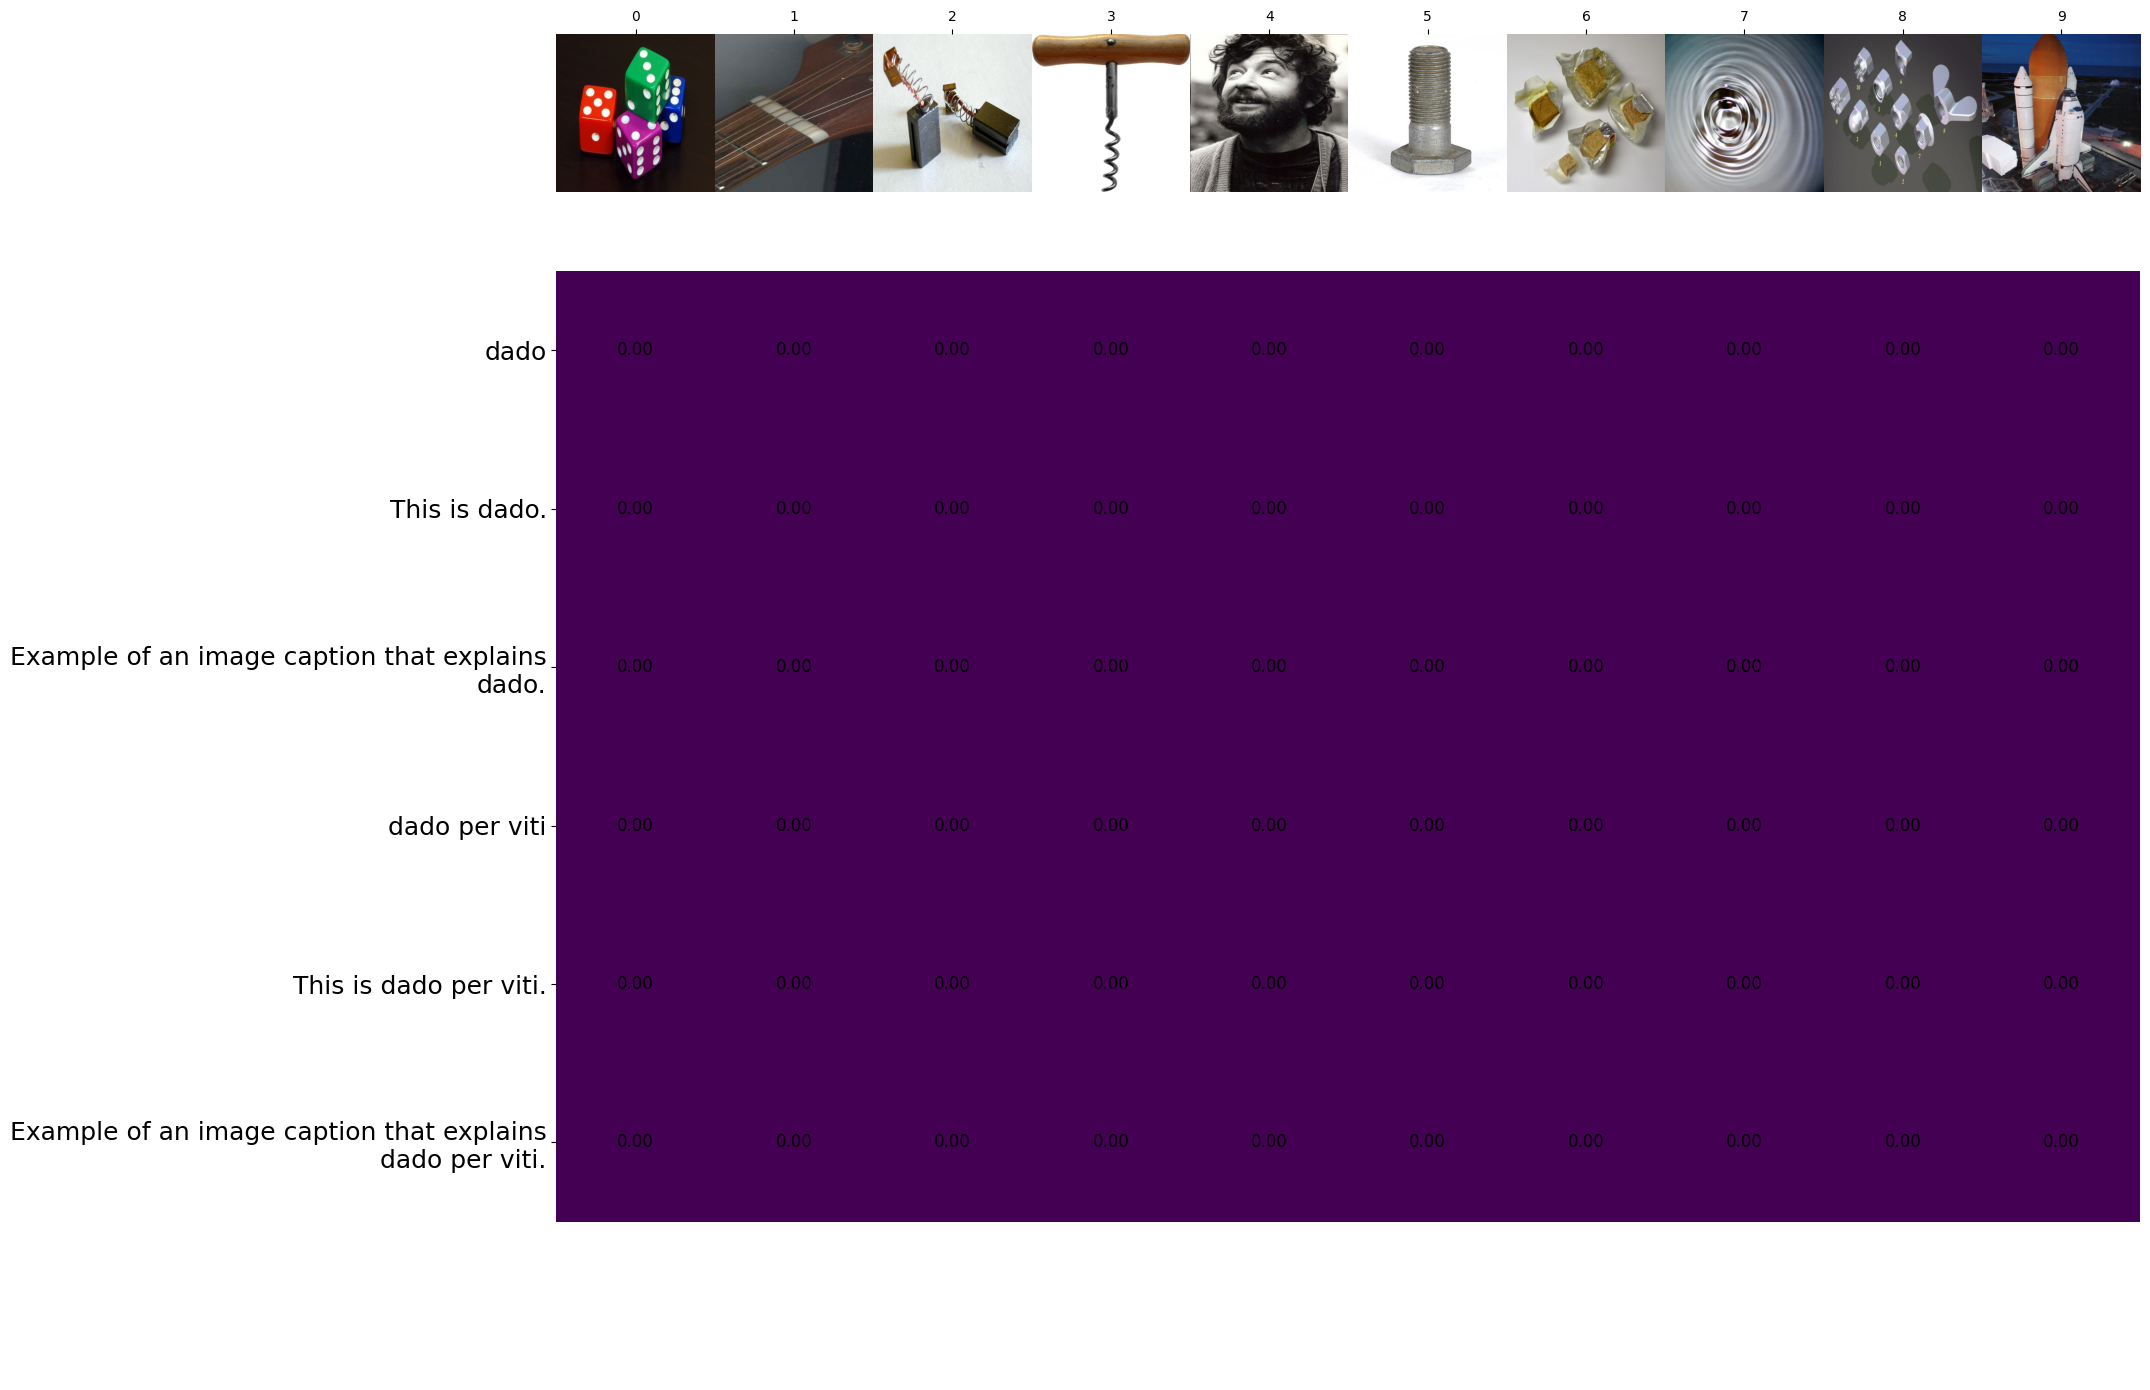 0 1 2 3 4 5 6 7 8 9
dado
0.00 0.00 0.00 0.00 0.00 0.00 0.00 0.00 0.00 0.00
This is dado.
0.00 0.00 0.00 0.00 0.00 0.00 0.00 0.00 0.00 0.00
Example of an image caption that explains
dado.
0.00 0.00 0.00 0.00 0.00 0.00 0.00 0.00 0.00 0.00
dado per viti
0.00 0.00 0.00 0.00 0.00 0.00 0.00 0.00 0.00 0.00
This is dado per viti.
0.00 0.00 0.00 0.00 0.00 0.00 0.00 0.00 0.00 0.00
Example of an image caption that explains
dado per viti.
0.00 0.00 0.00 0.00 0.00 0.00 0.00 0.00 0.00 0.00